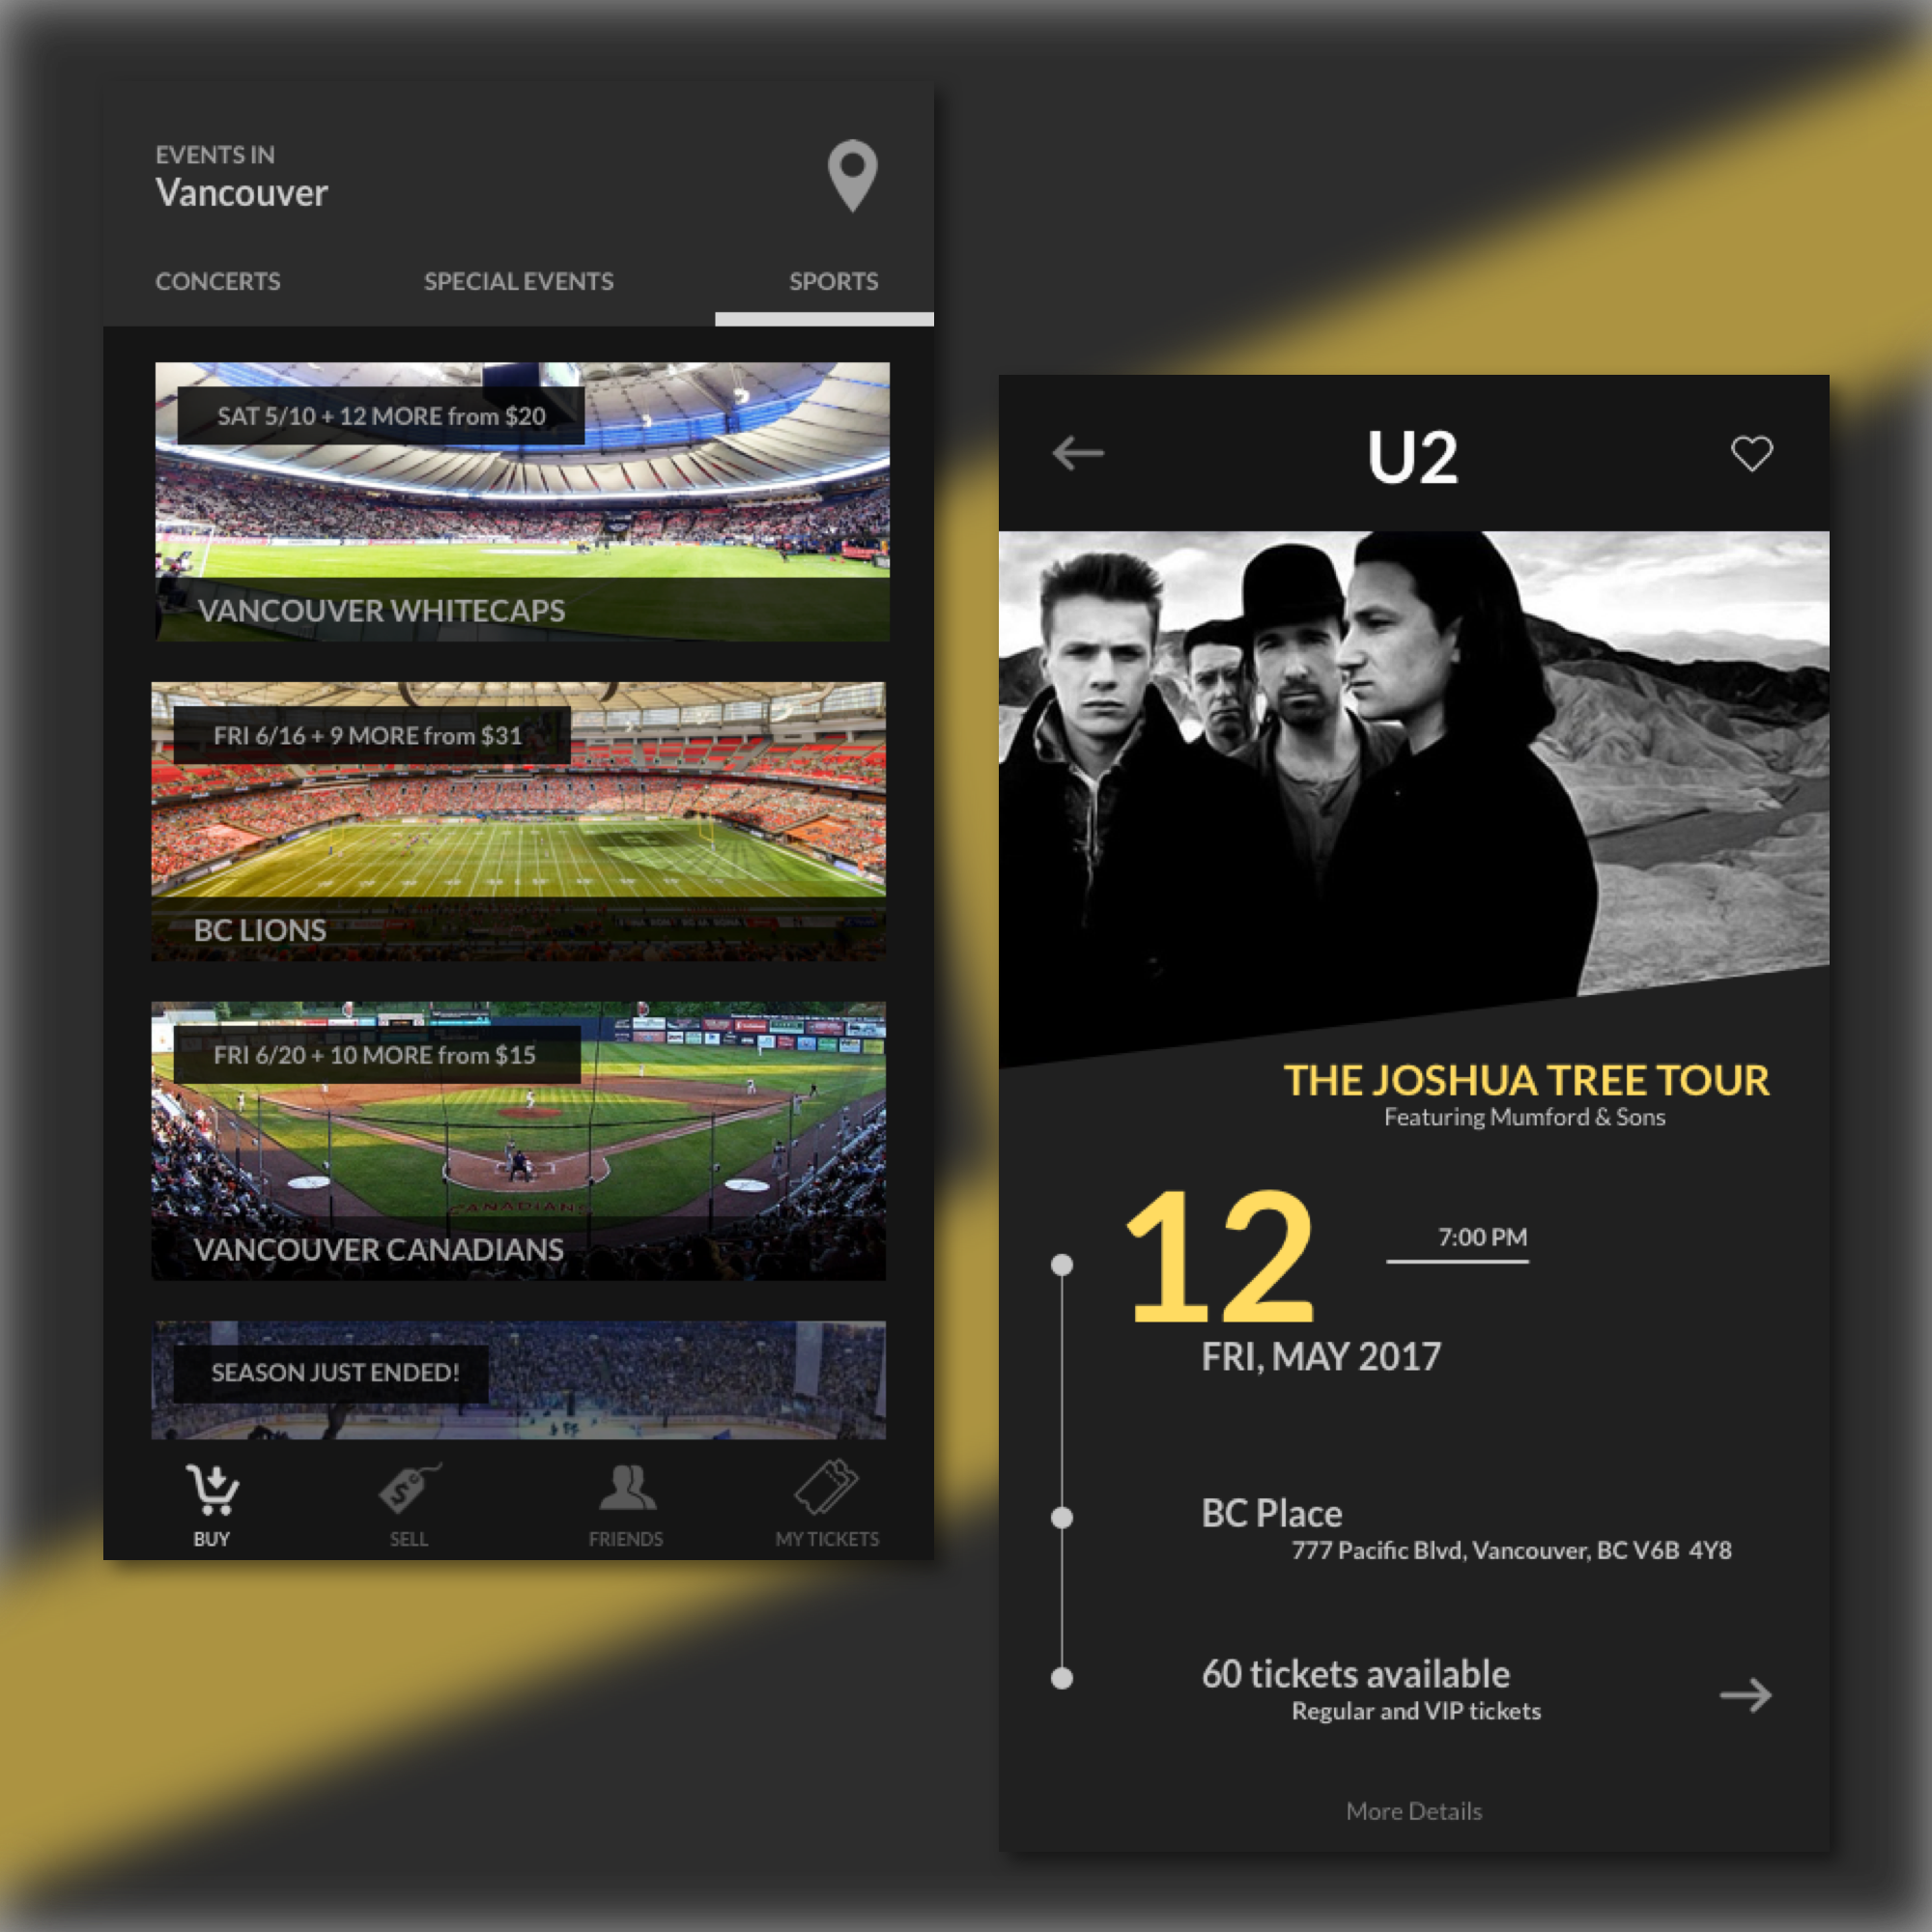 EVENTS IN
Vancouver
CONCERTS
SPECIAL EVENTS
SPORTS
SAT 5/10 + 12 MORE from $20
VANCOUVER WHITECAPS
FRI 6/16 + 9 MORE from $31
BC LIONS
FRI 6/20 + 10 MORE from $15
CANADIANS
VANCOUVER CANADIANS
SEASON JUST ENDED!
BUY
SELL
FRIENDS
MY TICKETS
U2
THE JOSHUA TREE TOUR
Featuring Mumford & Sons
12
7:00 PM
FRI, MAY 2017
BC Place
777 Pacific Blvd, Vancouver, BC V6B 4Y8
60 tickets available
Regular and VIP tickets
More Details